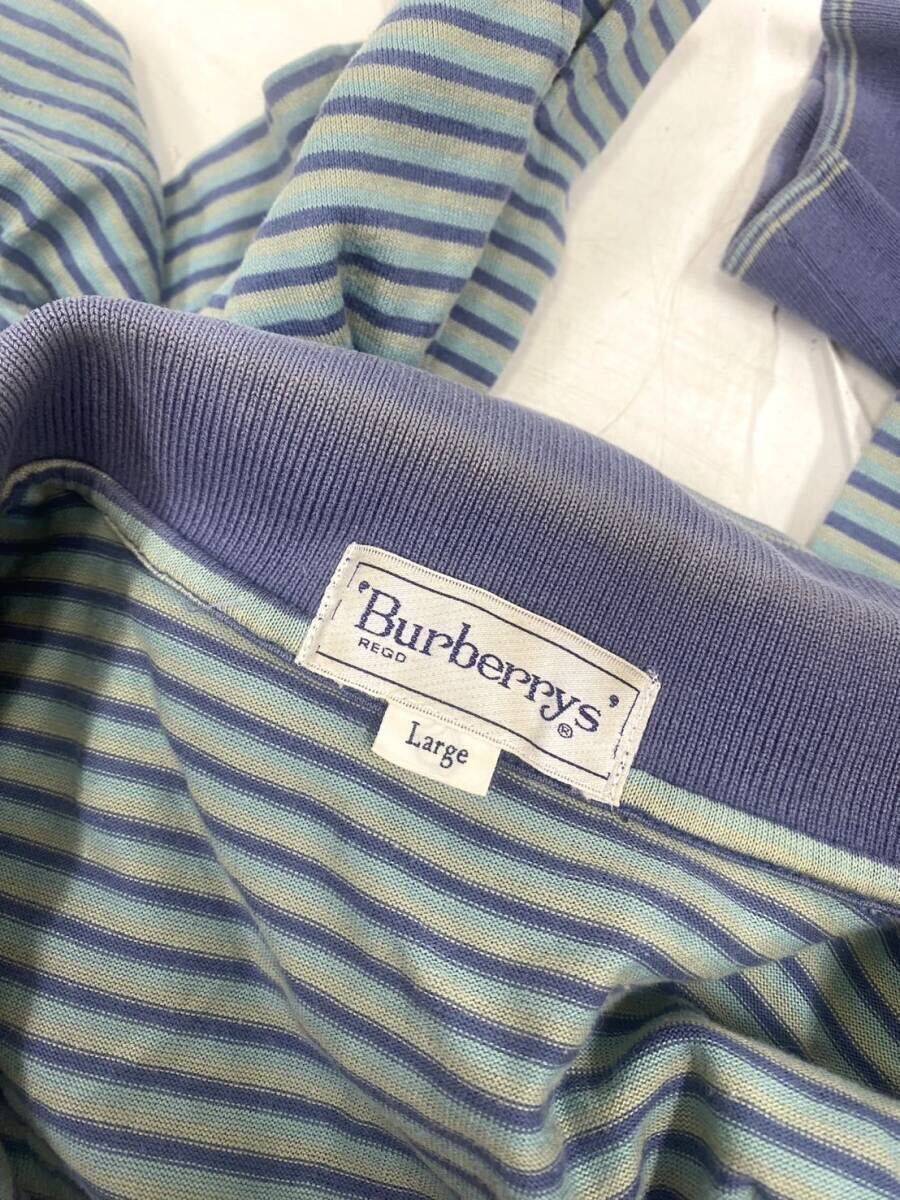 'Burberrys'
REGD
®
Large